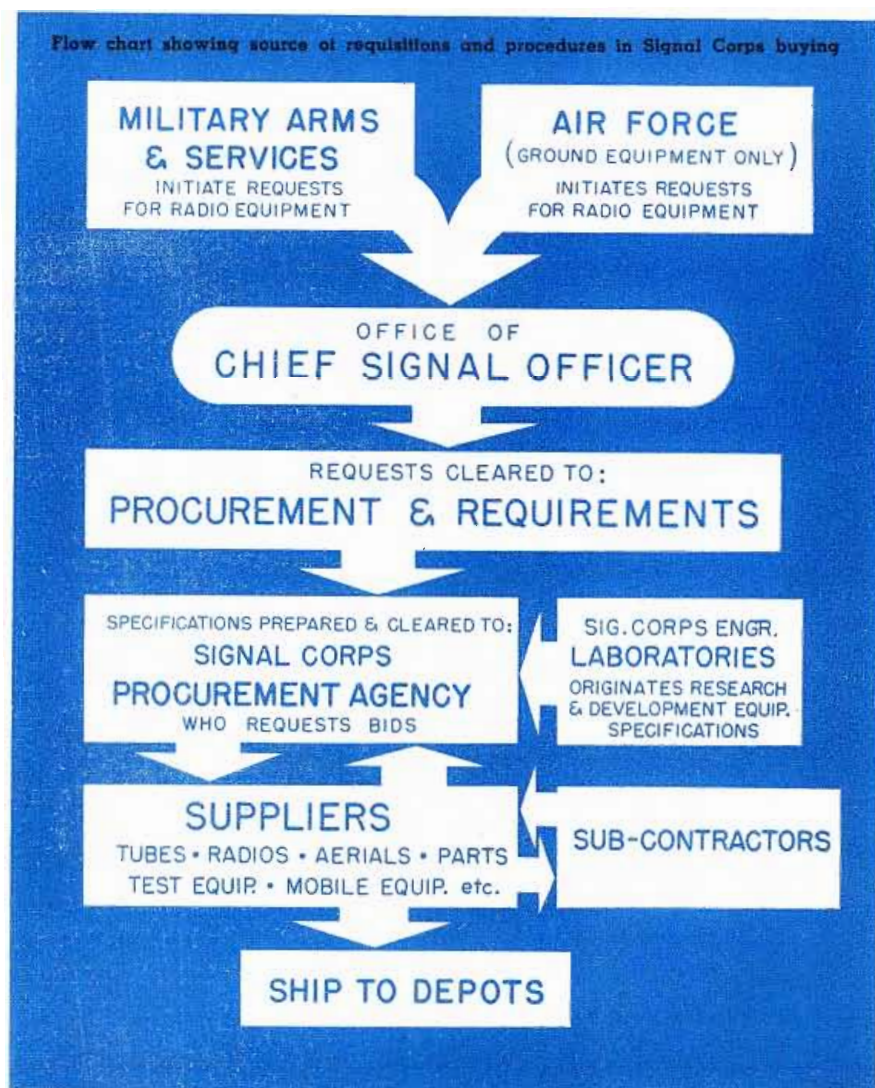 Flow chart showing source of requisitions and procedures in Signal Corps buying
MILITARY ARMS
& SERVICES
INITIATE REQUESTS
FOR RADIO EQUIPMENT
AIR FORCE
(GROUND EQUIPMENT ONLY)
INITIATES REQUESTS
FOR RADIO EQUIPMENT
OFFICE OF
CHIEF SIGNAL OFFICER
REQUESTS CLEARED TO:
PROCUREMENT & REQUIREMENTS
SPECIFICATIONS PREPARED & CLEARED TO:
SIGNAL CORPS
PROCUREMENT AGENCY
WHO REQUESTS BIDS
SIG. CORPS ENGR.
LABORATORIES
ORIGINATES RESEARCH
& DEVELOPMENT EQUIP.
SPECIFICATIONS
SUPPLIERS
TUBES • RADIOS • AERIALS • PARTS
TEST EQUIP. • MOBILE EQUIP. etc.
SUB-CONTRACTORS
SHIP TO DEPOTS